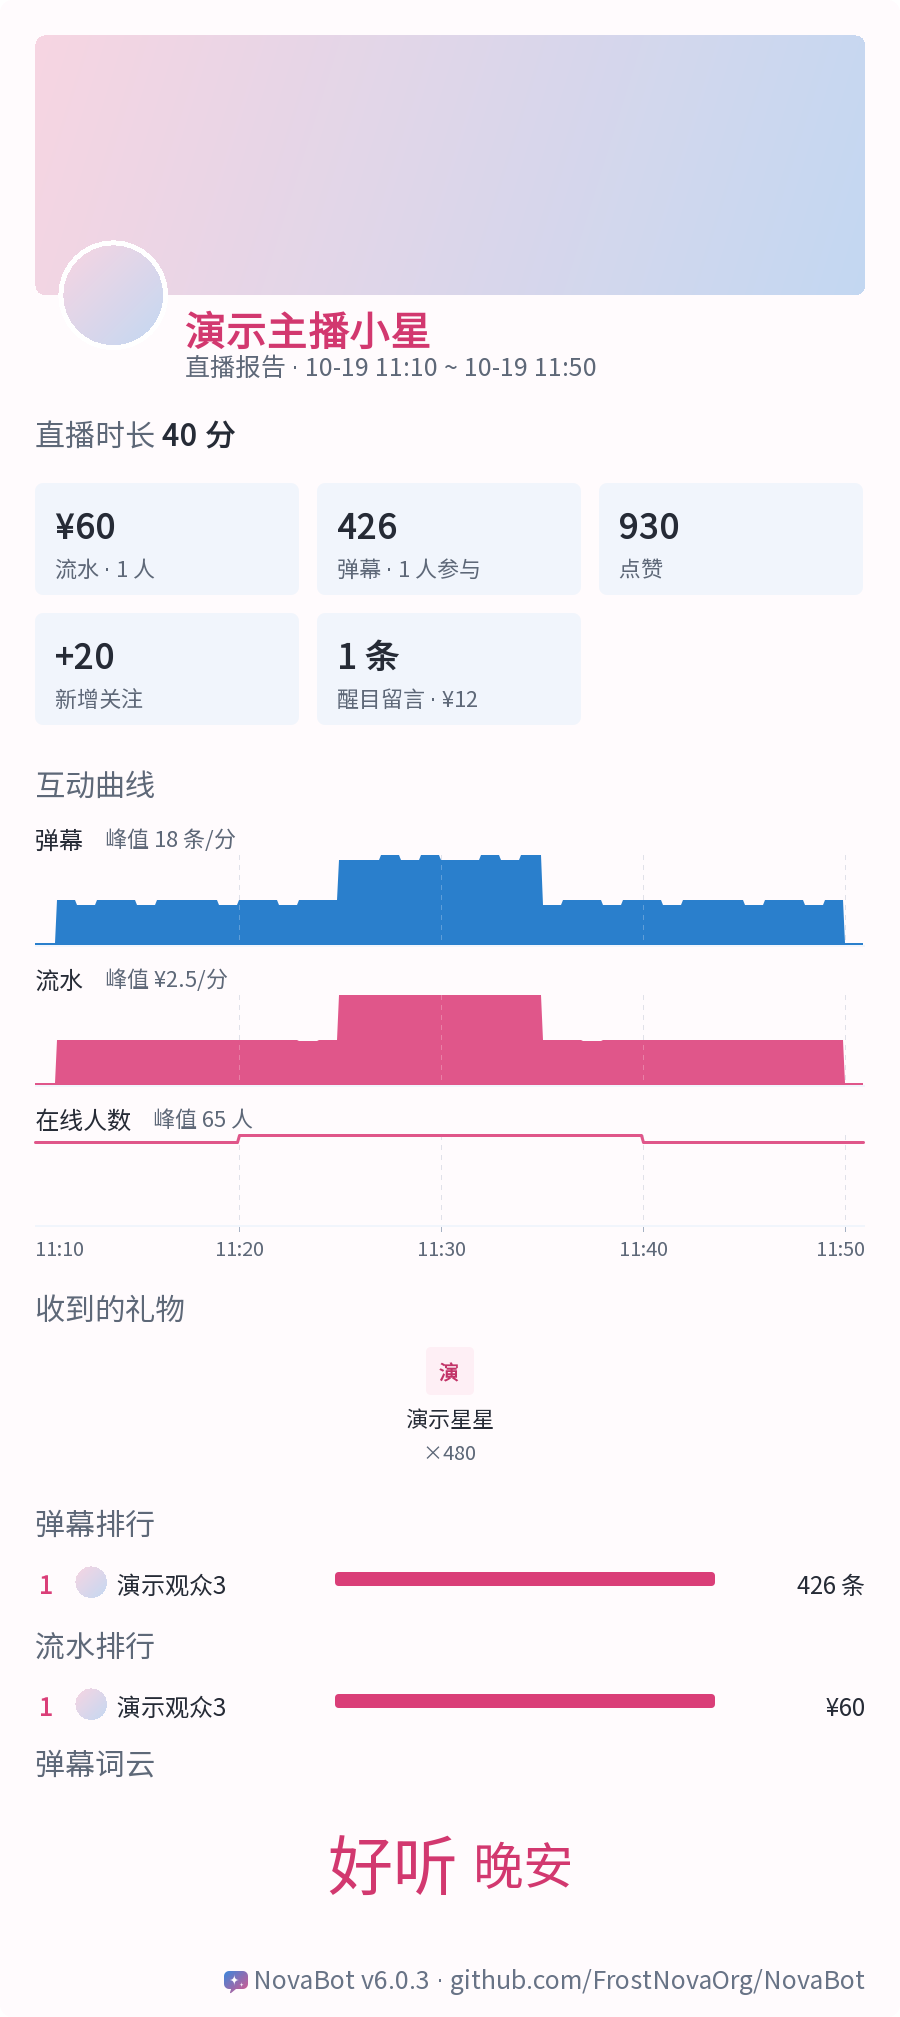 演示主播小星
直播报告 · 10-19 11:10 ~ 10-19 11:50
直播时长 40 分
¥60
流水 · 1 人
426
弹幕 · 1 人参与
930
点赞
+20
新增关注
1 条
醒目留言 · ¥12
互动曲线
弹幕 峰值 18 条/分
流水 峰值 ¥2.5/分
在线人数 峰值 65 人
11:10 11:20 11:30 11:40 11:50
收到的礼物
演
演示星星
×480
弹幕排行
1 演示观众3 426 条
流水排行
1 演示观众3 ¥60
弹幕词云
好听 晚安
NovaBot v6.0.3 · github.com/FrostNovaOrg/NovaBot